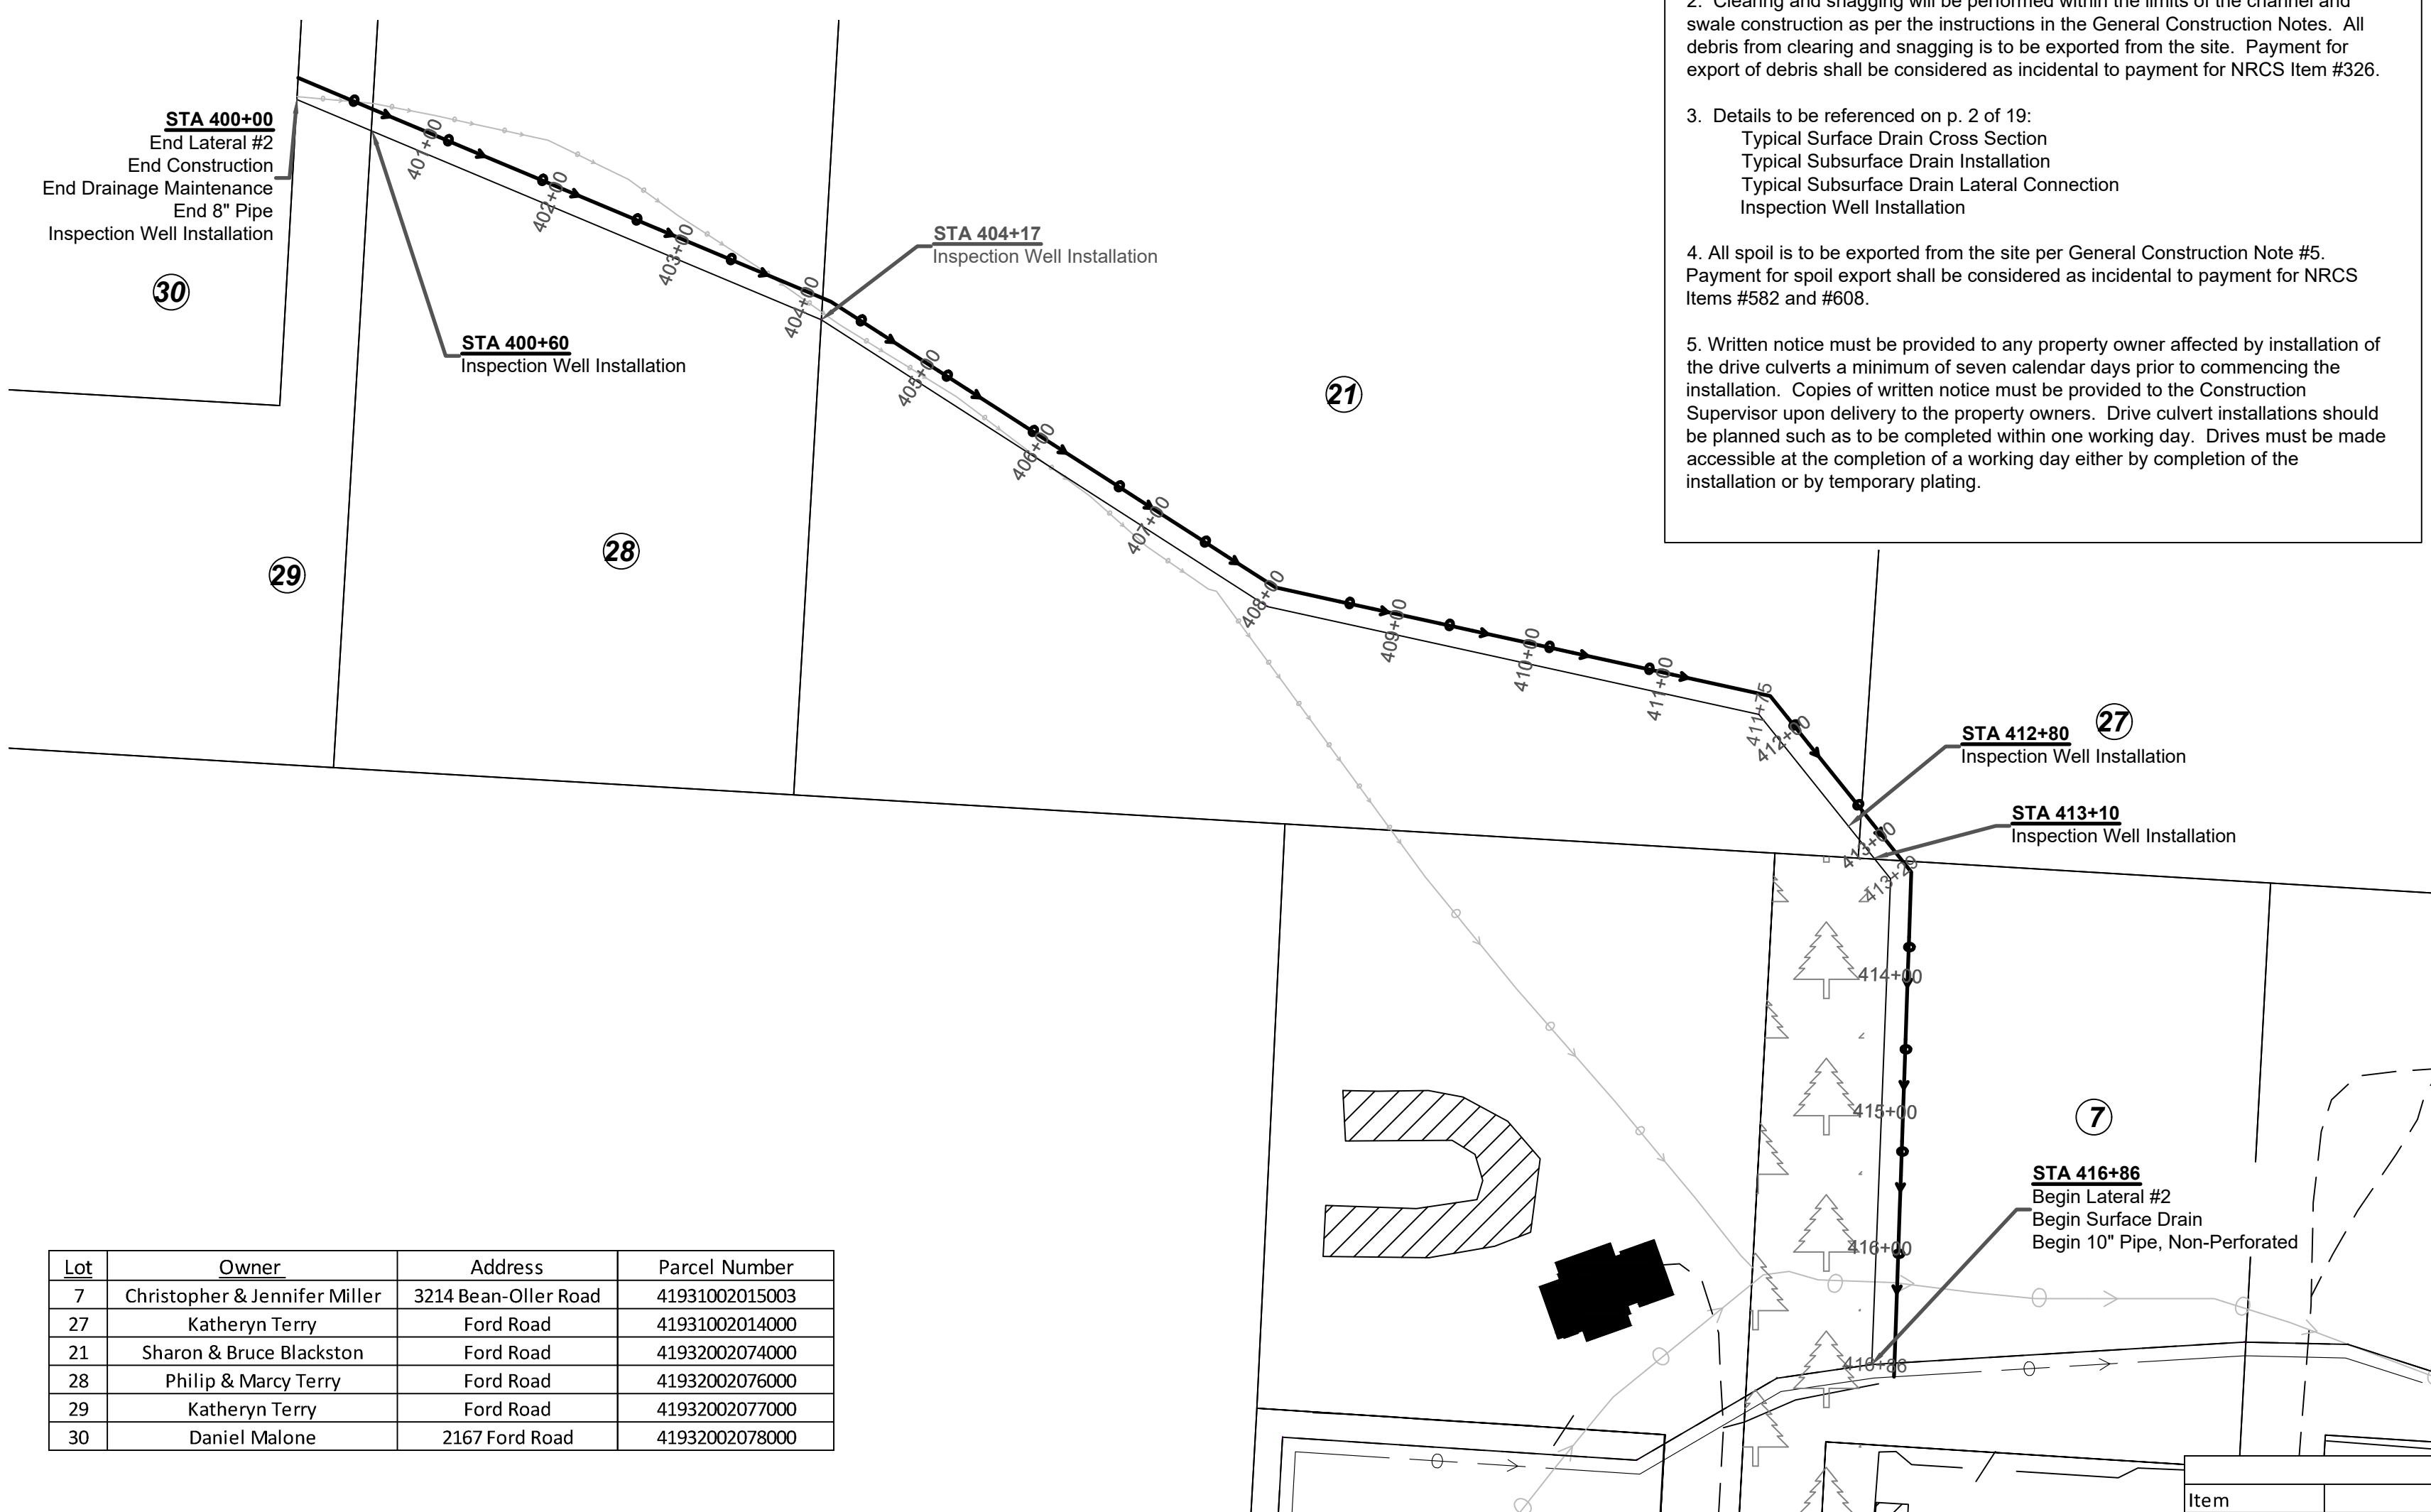 2. Clearing and snagging will be performed within the limits of the channel and
swale construction as per the instructions in the General Construction Notes. All
debris from clearing and snagging is to be exported from the site. Payment for
export of debris shall be considered as incidental to payment for NRCS Item #326.
3. Details to be referenced on p. 2 of 19:
Typical Surface Drain Cross Section
Typical Subsurface Drain Installation
Typical Subsurface Drain Lateral Connection
Inspection Well Installation
4. All spoil is to be exported from the site per General Construction Note #5.
Payment for spoil export shall be considered as incidental to payment for NRCS
Items #582 and #608.
5. Written notice must be provided to any property owner affected by installation of
the drive culverts a minimum of seven calendar days prior to commencing the
installation. Copies of written notice must be provided to the Construction
Supervisor upon delivery to the property owners. Drive culvert installations should
be planned such as to be completed within one working day. Drives must be made
accessible at the completion of a working day either by completion of the
installation or by temporary plating.
STA 400+00
End Lateral #2
End Construction
End Drainage Maintenance
End 8" Pipe
Inspection Well Installation
30
STA 400+60
Inspection Well Installation
STA 404+17
Inspection Well Installation
401+00
402+00
403+00
404+00
405+00
406+00
407+00
408+00
409+00
410+00
411+00
411+75
412+00
21
28
29
27
STA 412+80
Inspection Well Installation
STA 413+10
Inspection Well Installation
413+00
413+29
414+00
415+00
7
416+00
416+86
STA 416+86
Begin Lateral #2
Begin Surface Drain
Begin 10" Pipe, Non-Perforated
Lot Owner Address Parcel Number
7 Christopher & Jennifer Miller 3214 Bean-Oller Road 41931002015003
27 Katheryn Terry Ford Road 41931002014000
21 Sharon & Bruce Blackston Ford Road 41932002074000
28 Philip & Marcy Terry Ford Road 41932002076000
29 Katheryn Terry Ford Road 41932002077000
30 Daniel Malone 2167 Ford Road 41932002078000
Item